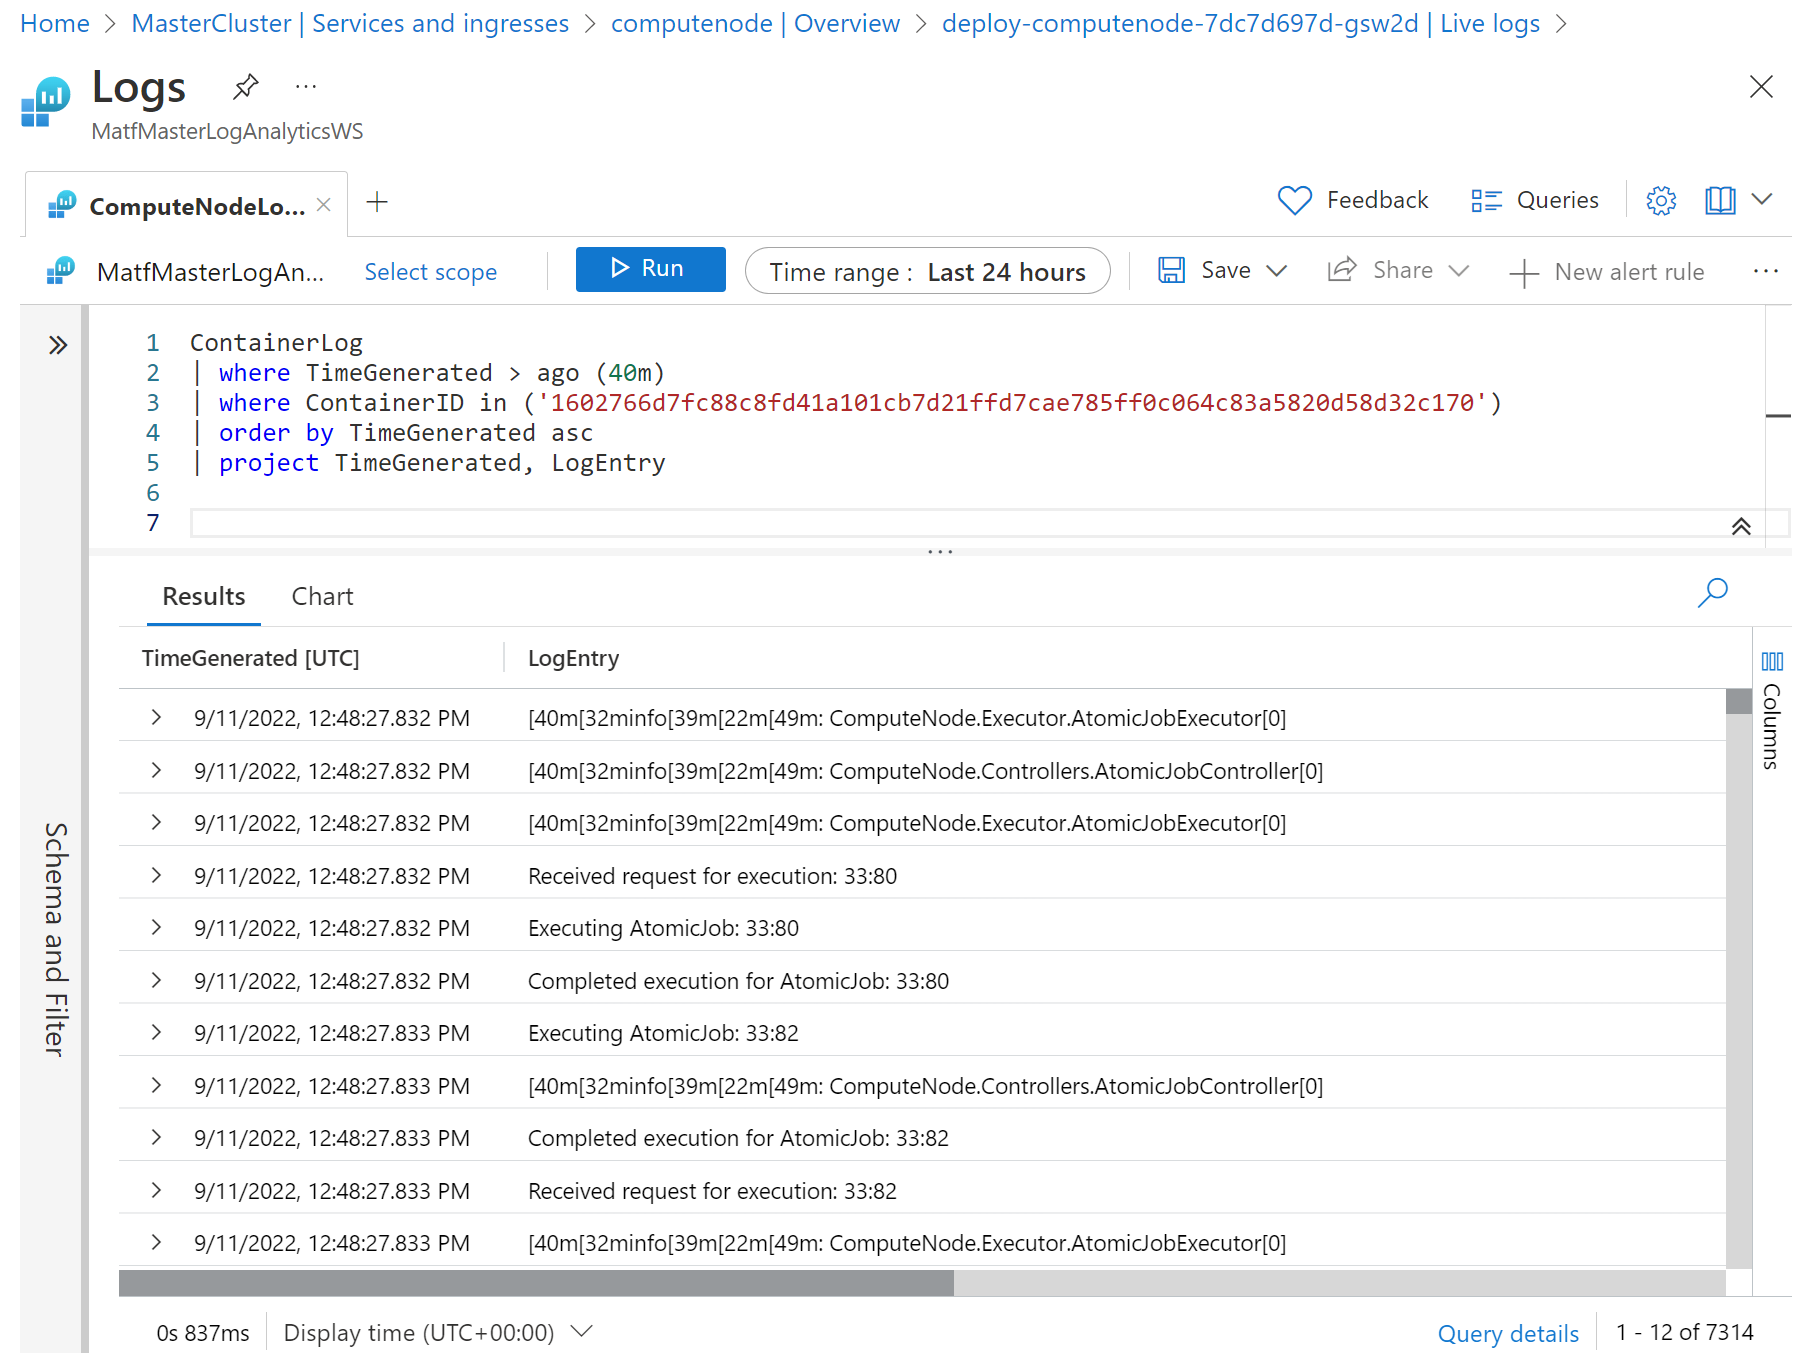 Home > MasterCluster | Services and ingresses > computenode | Overview > deploy-computenode-7dc7d697d-gsw2d | Live logs >
Logs ...
MatfMasterLogAnalyticsWS
ComputeNodeLo... × +
Feedback Queries
MatfMasterLogAn... Select scope Run Time range : Last 24 hours Save Share New alert rule ...
1 ContainerLog
2 | where TimeGenerated > ago (40m)
3 | where ContainerID in ('1602766d7fc88c8fd41a101cb7d21ffd7cae785ff0c064c83a5820d58d32c170')
4 | order by TimeGenerated asc
5 | project TimeGenerated, LogEntry
6
7
...
Schema and Filter
Results Chart
TimeGenerated [UTC] LogEntry
Columns
9/11/2022, 12:48:27.832 PM [40m[32minfo[39m[22m[49m: ComputeNode.Executor.AtomicJobExecutor[0]
9/11/2022, 12:48:27.832 PM [40m[32minfo[39m[22m[49m: ComputeNode.Controllers.AtomicJobController[0]
9/11/2022, 12:48:27.832 PM [40m[32minfo[39m[22m[49m: ComputeNode.Executor.AtomicJobExecutor[0]
9/11/2022, 12:48:27.832 PM Received request for execution: 33:80
9/11/2022, 12:48:27.832 PM Executing AtomicJob: 33:80
9/11/2022, 12:48:27.832 PM Completed execution for AtomicJob: 33:80
9/11/2022, 12:48:27.833 PM Executing AtomicJob: 33:82
9/11/2022, 12:48:27.833 PM [40m[32minfo[39m[22m[49m: ComputeNode.Controllers.AtomicJobController[0]
9/11/2022, 12:48:27.833 PM Completed execution for AtomicJob: 33:82
9/11/2022, 12:48:27.833 PM Received request for execution: 33:82
9/11/2022, 12:48:27.833 PM [40m[32minfo[39m[22m[49m: ComputeNode.Executor.AtomicJobExecutor[0]
0s 837ms Display time (UTC+00:00) Query details 1 - 12 of 7314